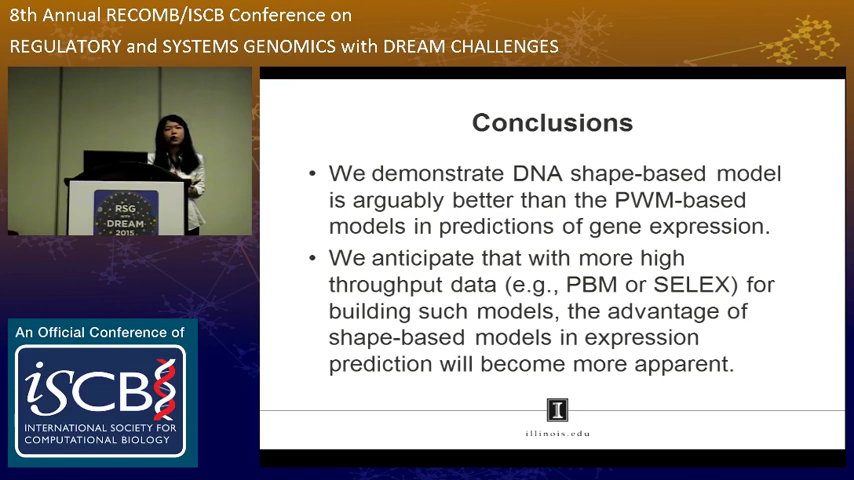 8th Annual RECOMB/ISCB Conference on
REGULATORY and SYSTEMS GENOMICS with DREAM CHALLENGES
RSG
WITH
DREAM
2015
Conclusions
• We demonstrate DNA shape-based model
is arguably better than the PWM-based
models in predictions of gene expression.
• We anticipate that with more high
throughput data (e.g., PBM or SELEX) for
building such models, the advantage of
shape-based models in expression
prediction will become more apparent.
I
illinois.edu
An Official Conference of
iSCB
INTERNATIONAL SOCIETY FOR
COMPUTATIONAL BIOLOGY